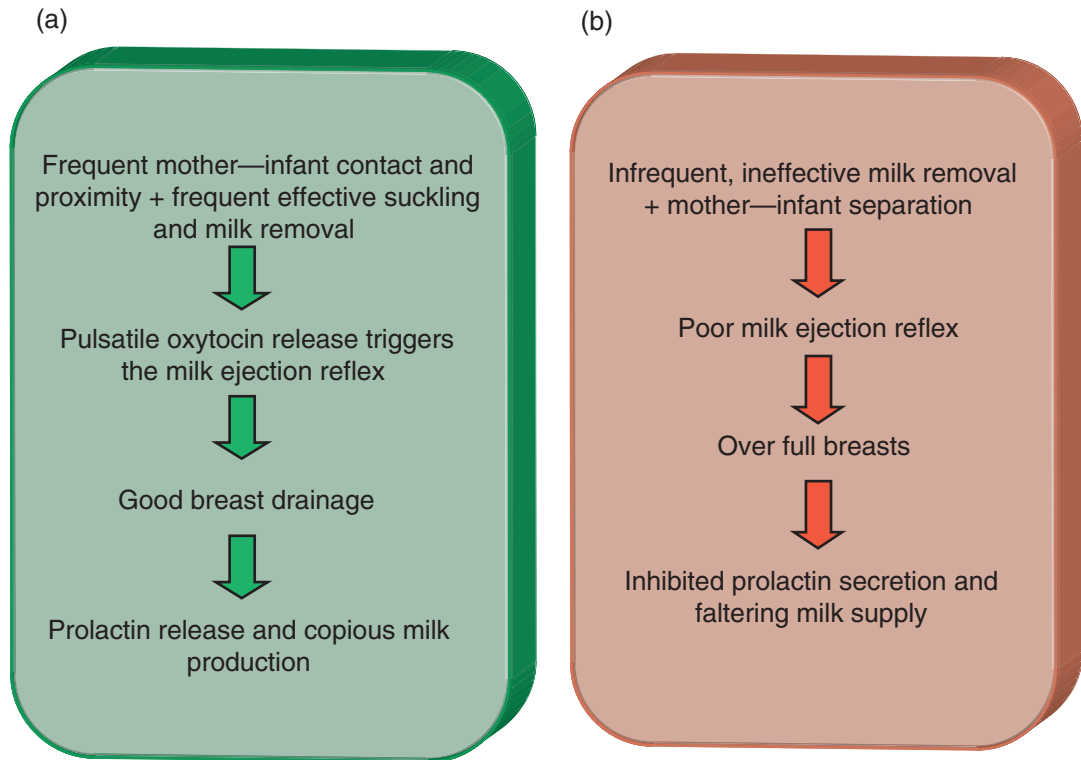 (a)
Frequent mother—infant contact and
proximity + frequent effective suckling
and milk removal
Pulsatile oxytocin release triggers
the milk ejection reflex
Good breast drainage
Prolactin release and copious milk
production
(b)
Infrequent, ineffective milk removal
+ mother—infant separation
Poor milk ejection reflex
Over full breasts
Inhibited prolactin secretion and
faltering milk supply